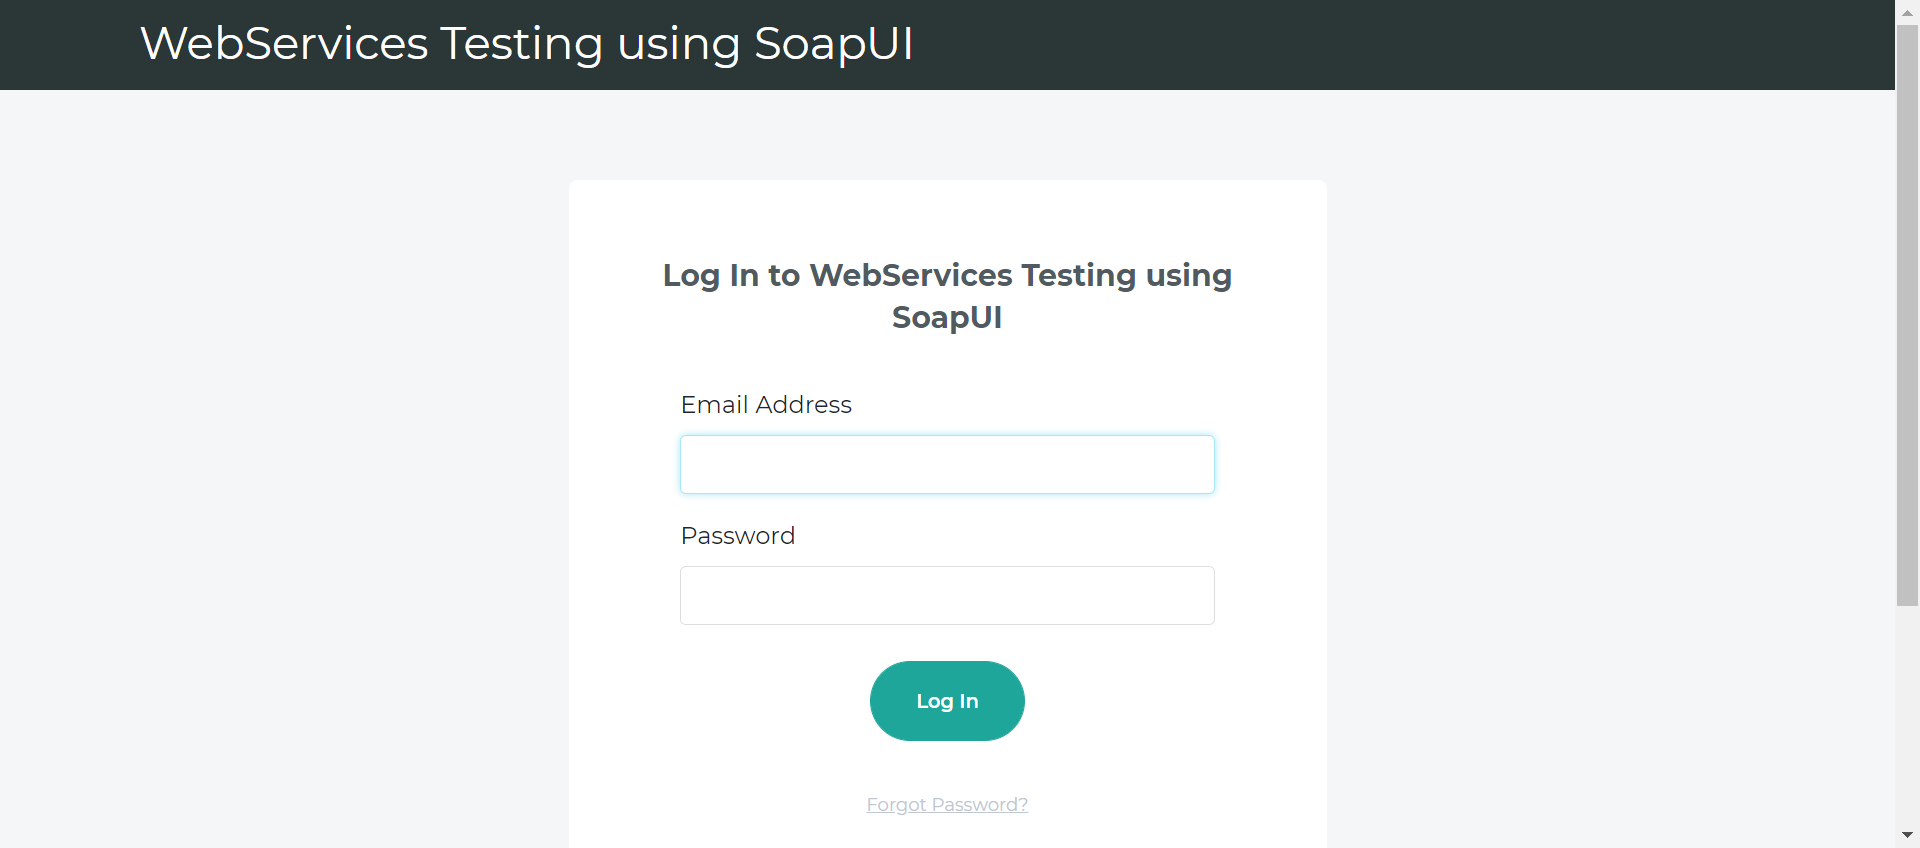 WebServices Testing using SoapUI
Log In to WebServices Testing using
SoapUI
Email Address
Password
Log In
Forgot Password?